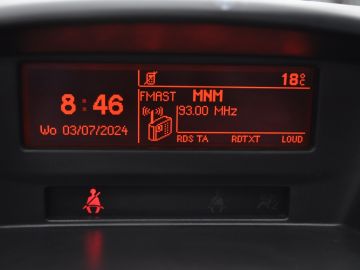 18°C
FMAST MNM
8:46
93.00 MHz
Wo 03/07/2024
RDS TA RDTXT LOUD